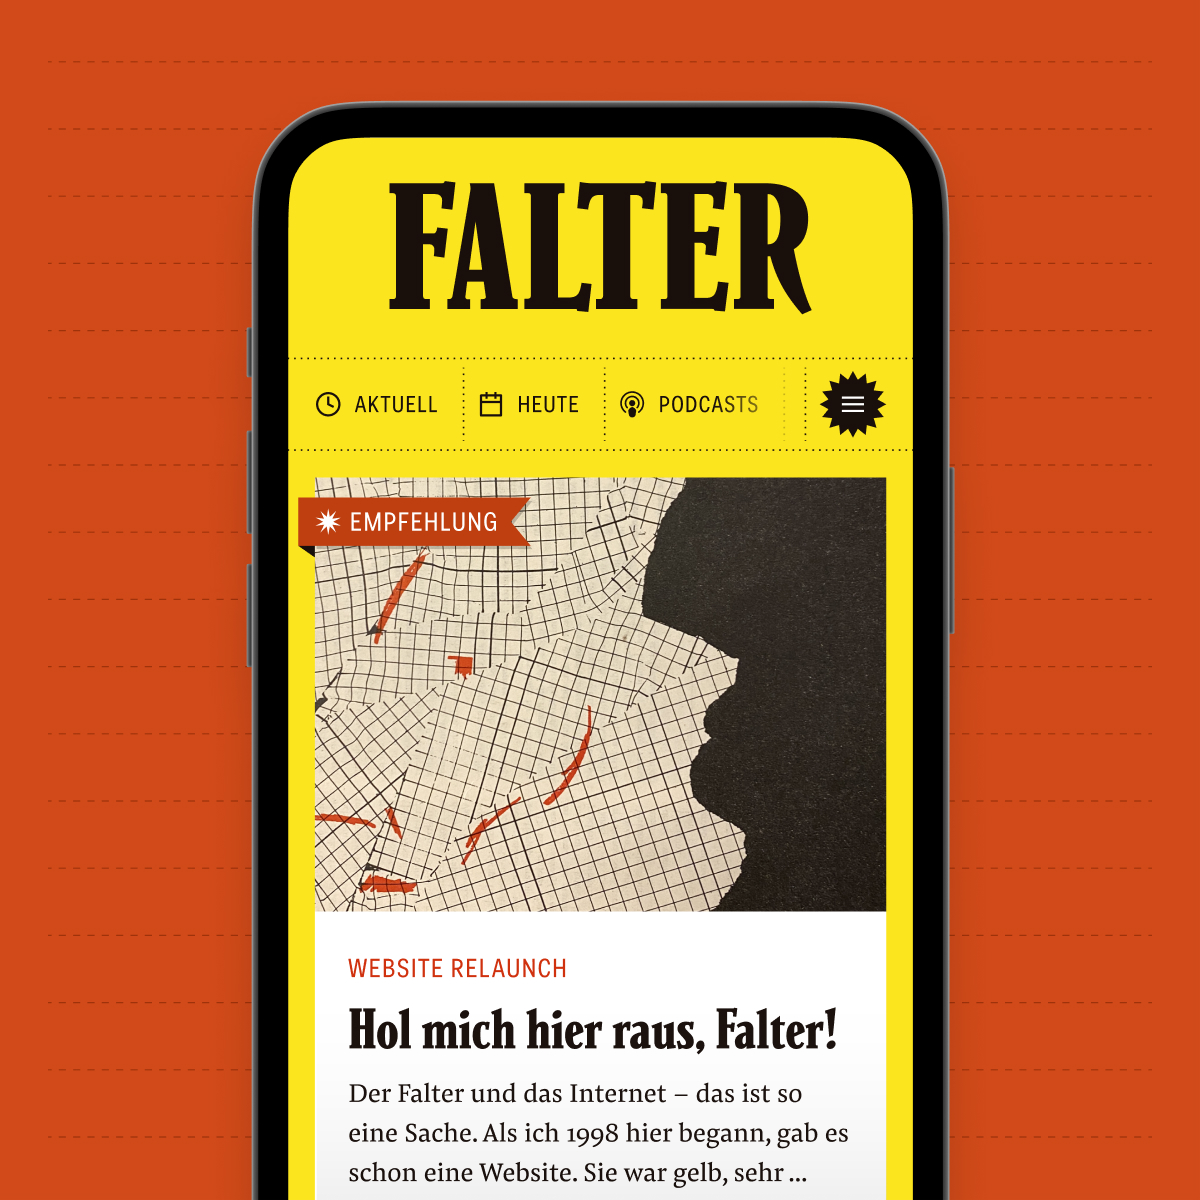 FALTER
AKTUELL HEUTE PODCASTS
EMPFEHLUNG
WEBSITE RELAUNCH
Hol mich hier raus, Falter!
Der Falter und das Internet – das ist so
eine Sache. Als ich 1998 hier begann, gab es
schon eine Website. Sie war gelb, sehr ...